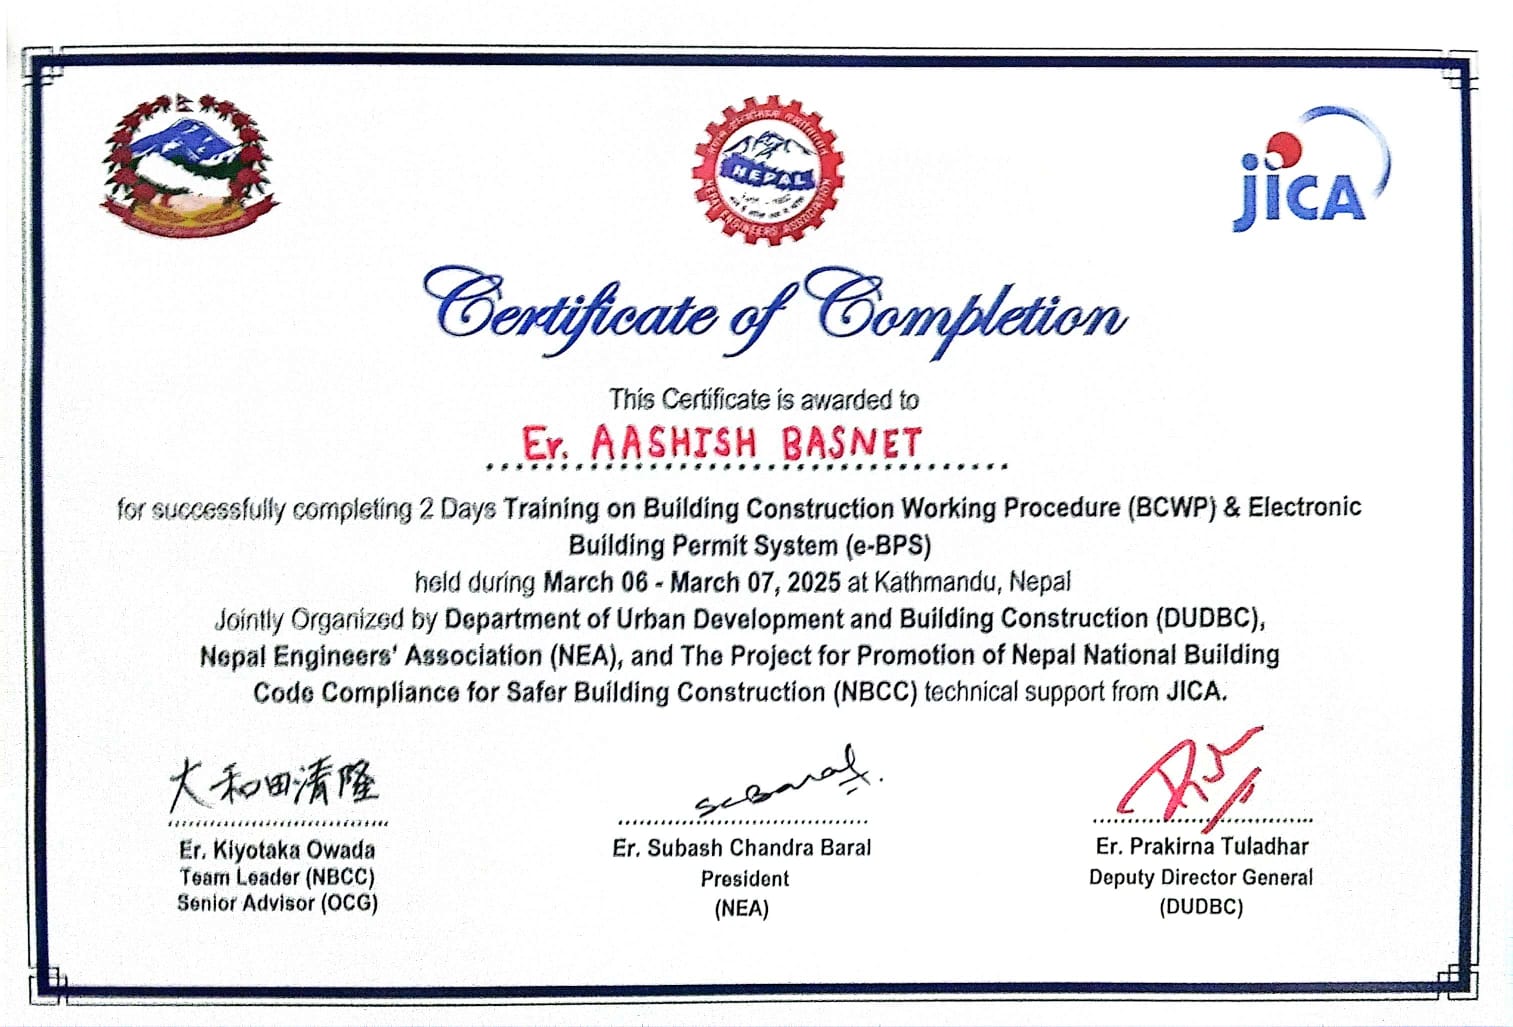 NEPAL
NEPAL ENGINEERS ASSOCIATION
JICA
Certificate of Completion
This Certificate is awarded to
Er. AASHISH BASNET
for successfully completing 2 Days Training on Building Construction Working Procedure (BCWP) & Electronic
Building Permit System (e-BPS)
held during March 06 - March 07, 2025 at Kathmandu, Nepal
Jointly Organized by Department of Urban Development and Building Construction (DUDBC),
Nepal Engineers' Association (NEA), and The Project for Promotion of Nepal National Building
Code Compliance for Safer Building Construction (NBCC) technical support from JICA.
大和田清隆 ScBaral
Er. Kiyotaka Owada Er. Subash Chandra Baral Er. Prakirna Tuladhar
Team Leader (NBCC) President Deputy Director General
Senior Advisor (OCG) (NEA) (DUDBC)